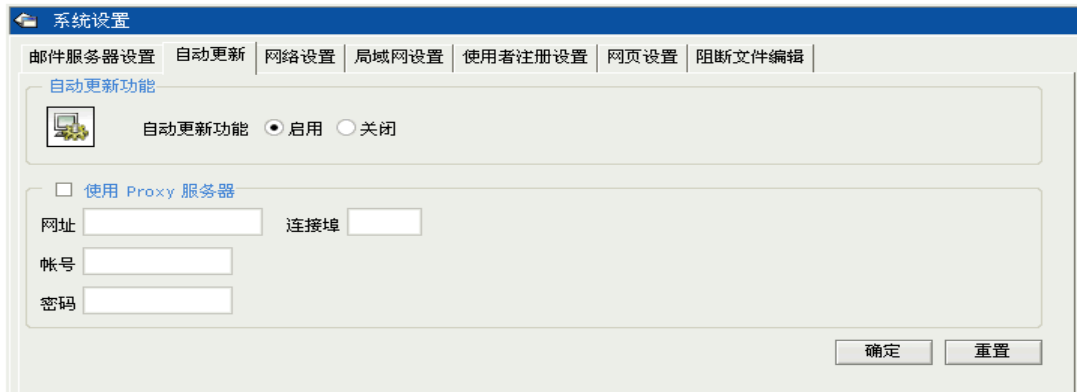 系统设置
邮件服务器设置 自动更新 网络设置 局域网设置 使用者注册设置 网页设置 阻断文件编辑
自动更新功能
自动更新功能 启用 关闭
使用 Proxy 服务器
网址 连接埠
帐号
密码
确定 重置